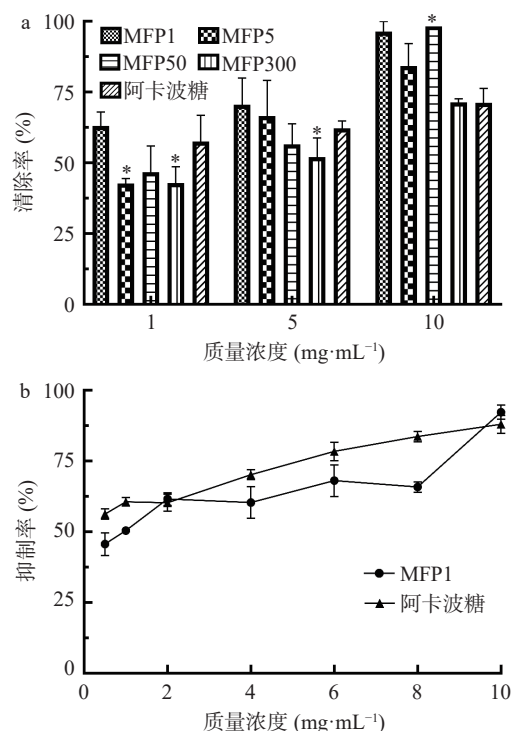 a
100
75
50
25
0
清除率 (%)
MFP1 MFP5
MFP50 MFP300
阿卡波糖
* * * *
1 5 10
质量浓度 (mg·mL⁻¹)
b
100
75
50
25
0
抑制率 (%)
MFP1
阿卡波糖
0 2 4 6 8 10
质量浓度 (mg·mL⁻¹)